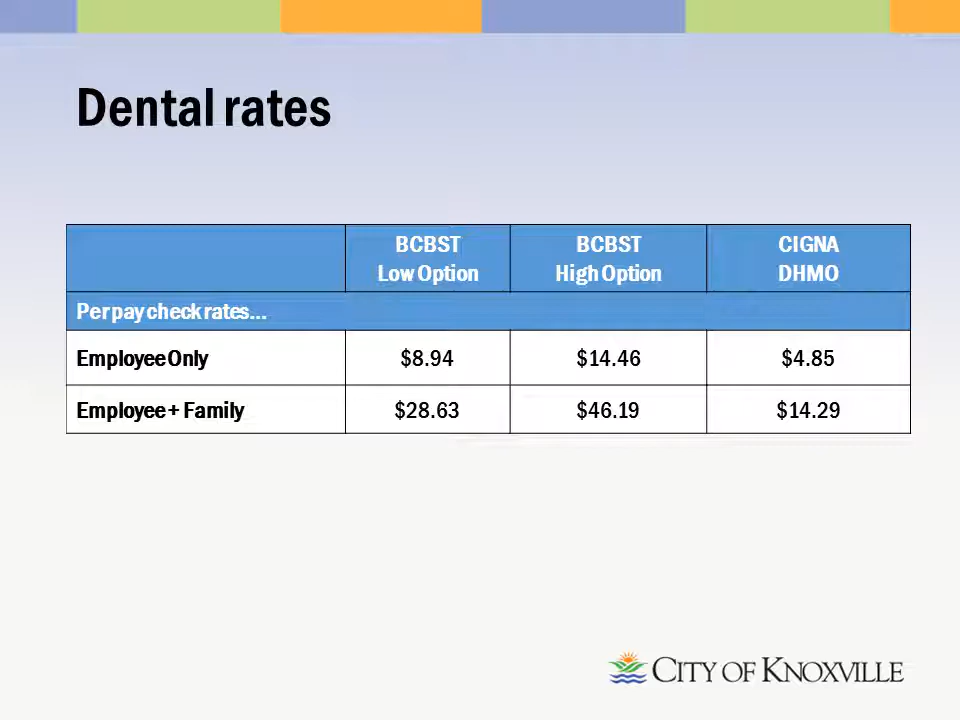 Dental rates
BCBST BCBST CIGNA
Low Option High Option DHMO
Per pay check rates...
Employee Only $8.94 $14.46 $4.85
Employee + Family $28.63 $46.19 $14.29
CITY OF KNOXVILLE